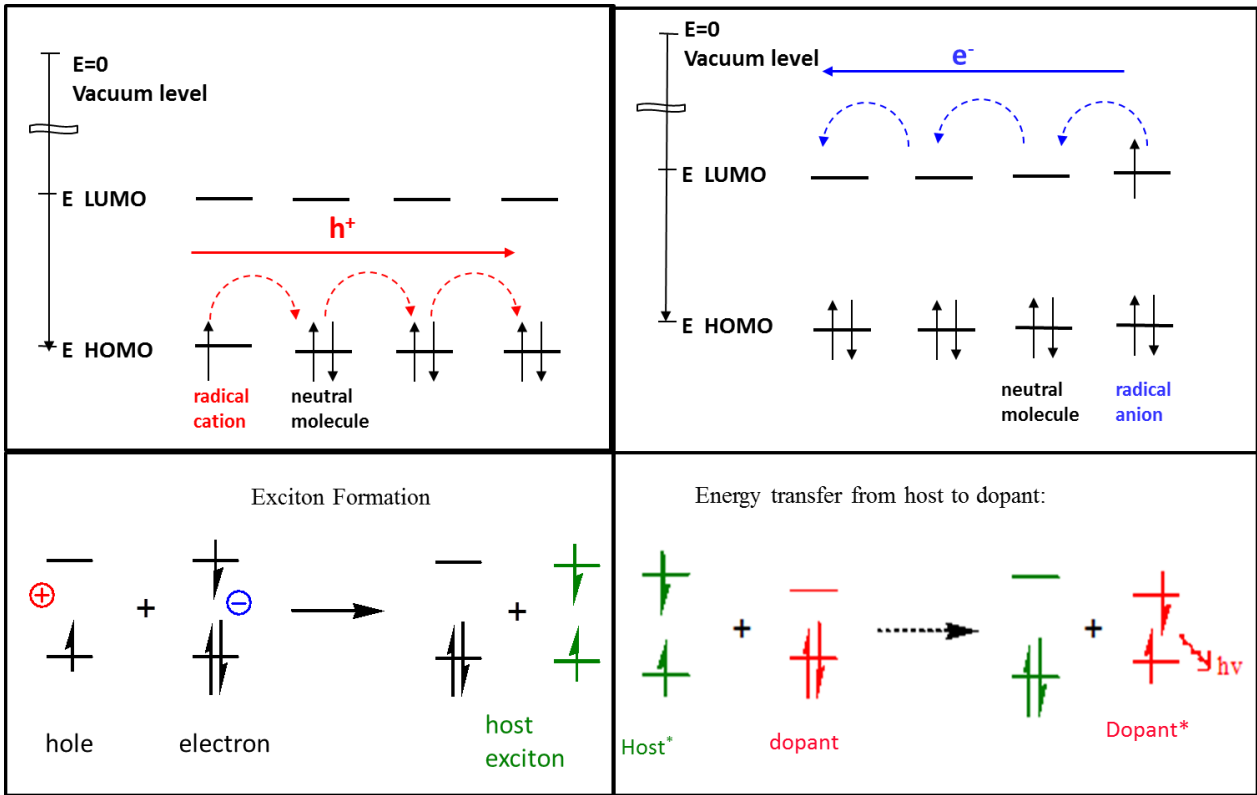 E=0
Vacuum level
E LUMO
h⁺
E HOMO
radical
cation
neutral
molecule
E=0
Vacuum level
e⁻
E LUMO
E HOMO
neutral
molecule
radical
anion
Exciton Formation
+
+
−
+
hole
electron
host
exciton
Energy transfer from host to dopant:
+
+
hv
Host*
dopant
Dopant*